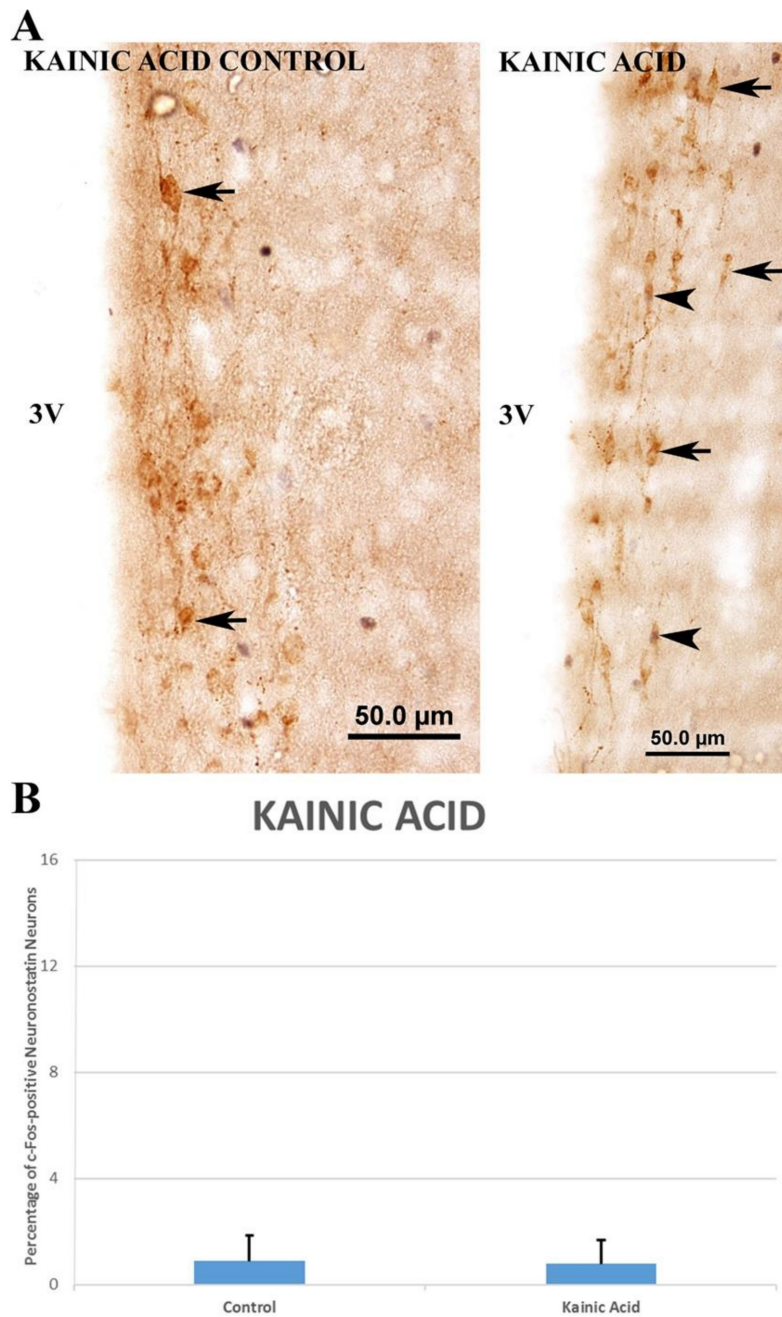 A
KAINIC ACID CONTROL
KAINIC ACID
3V
3V
50.0 µm
50.0 µm
B
KAINIC ACID
Percentage of c-Fos-positive Neuronostatin Neurons
16
12
8
4
0
Control
Kainic Acid